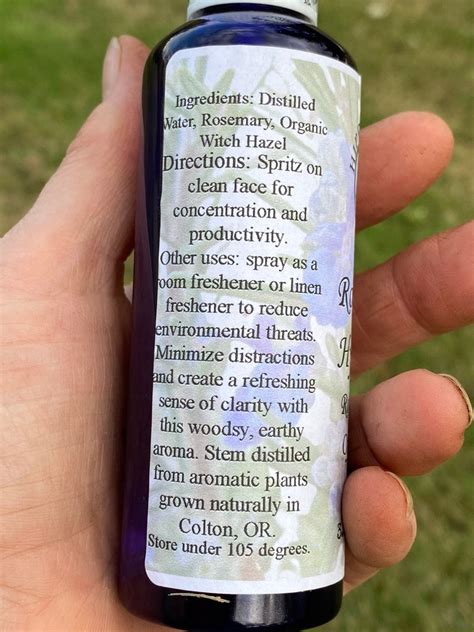 Ingredients: Distilled
Water, Rosemary, Organic
Witch Hazel
Directions: Spritz on
clean face for
concentration and
productivity.
Other uses: spray as a
room freshener or linen
freshener to reduce
environmental threats.
Minimize distractions
and create a refreshing
sense of clarity with
this woodsy, earthy
aroma. Stem distilled
from aromatic plants
grown naturally in
Colton, OR.
Store under 105 degrees.